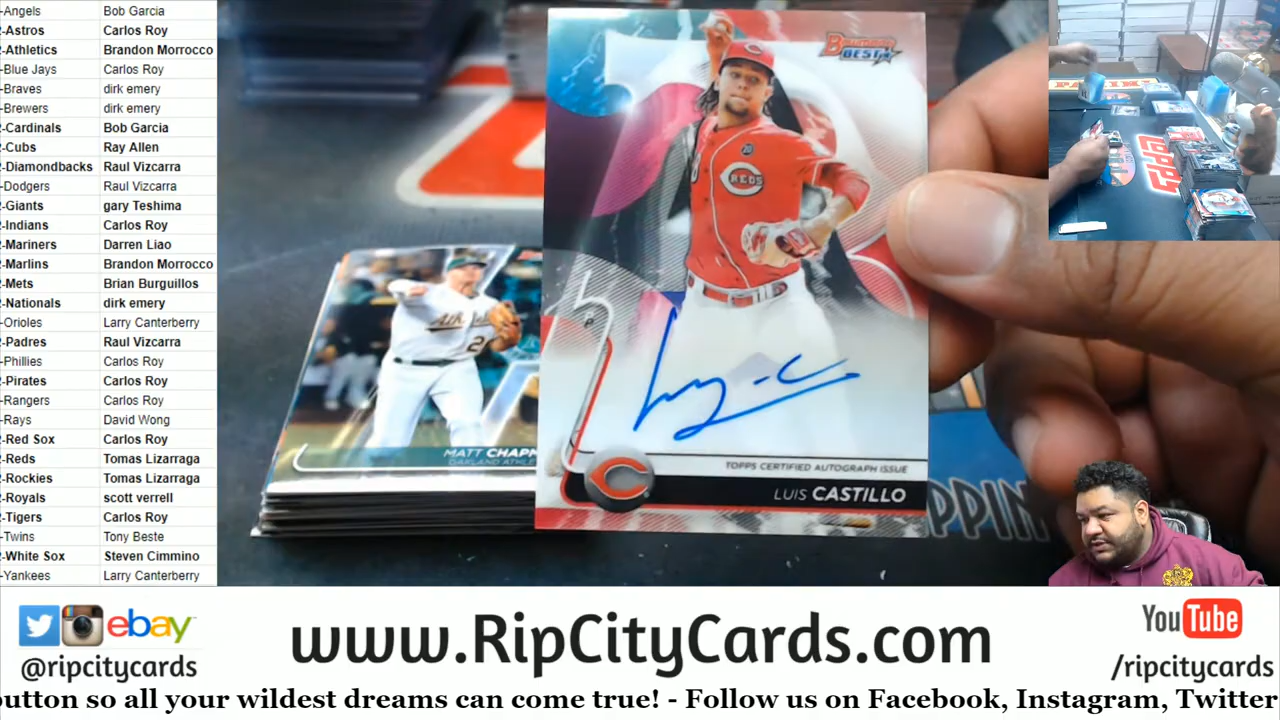 -Angels Bob Garcia
-Astros Carlos Roy
-Athletics Brandon Morrocco
-Blue Jays Carlos Roy
-Braves dirk emery
-Brewers dirk emery
-Cardinals Bob Garcia
-Cubs Ray Allen
-Diamondbacks Raul Vizcarra
-Dodgers Raul Vizcarra
-Giants gary Teshima
-Indians Carlos Roy
-Mariners Darren Liao
-Marlins Brandon Morrocco
-Mets Brian Burguillos
-Nationals dirk emery
-Orioles Larry Canterberry
-Padres Raul Vizcarra
-Phillies Carlos Roy
-Pirates Carlos Roy
-Rangers Carlos Roy
-Rays David Wong
-Red Sox Carlos Roy
-Reds Tomas Lizarraga
-Rockies Tomas Lizarraga
-Royals scott verrell
-Tigers Carlos Roy
-Twins Tony Beste
-White Sox Steven Cimmino
-Yankees Larry Canterberry
BOWMAN'S
BEST
20
REDS
P
TOPPS CERTIFIED AUTOGRAPH ISSUE
LUIS CASTILLO
MATT CHAPM
OAKLAND ATHLE
PPIN
PANINI
TOPPS
ebay
@ripcitycards
www.RipCityCards.com
YouTube
/ripcitycards
button so all your wildest dreams can come true! - Follow us on Facebook, Instagram, Twitter